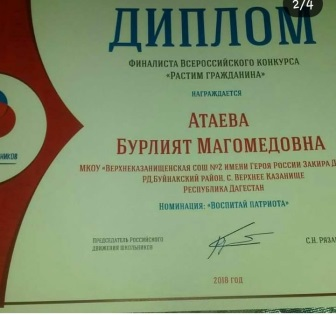 2/4
ДИПЛОМ
ФИНАЛИСТА ВСЕРОССИЙСКОГО КОНКУРСА
«РАСТИМ ГРАЖДАНИНА»
НАГРАЖДАЕТСЯ
АТАЕВА
БУРЛИЯТ МАГОМЕДОВНА
МКОУ «ВЕРХНЕКАЗАНИЩЕНСКАЯ СОШ №2 ИМЕНИ ГЕРОЯ РОССИИ ЗАКИРА Д
РД,БУЙНАКСКИЙ РАЙОН, С. ВЕРХНЕЕ КАЗАНИЩЕ
РЕСПУБЛИКА ДАГЕСТАН
НОМИНАЦИЯ: «ВОСПИТАЙ ПАТРИОТА»
ПРЕДСЕДАТЕЛЬ РОССИЙСКОГО
ДВИЖЕНИЯ ШКОЛЬНИКОВ
С.Н. РЯЗА
2018 ГОД